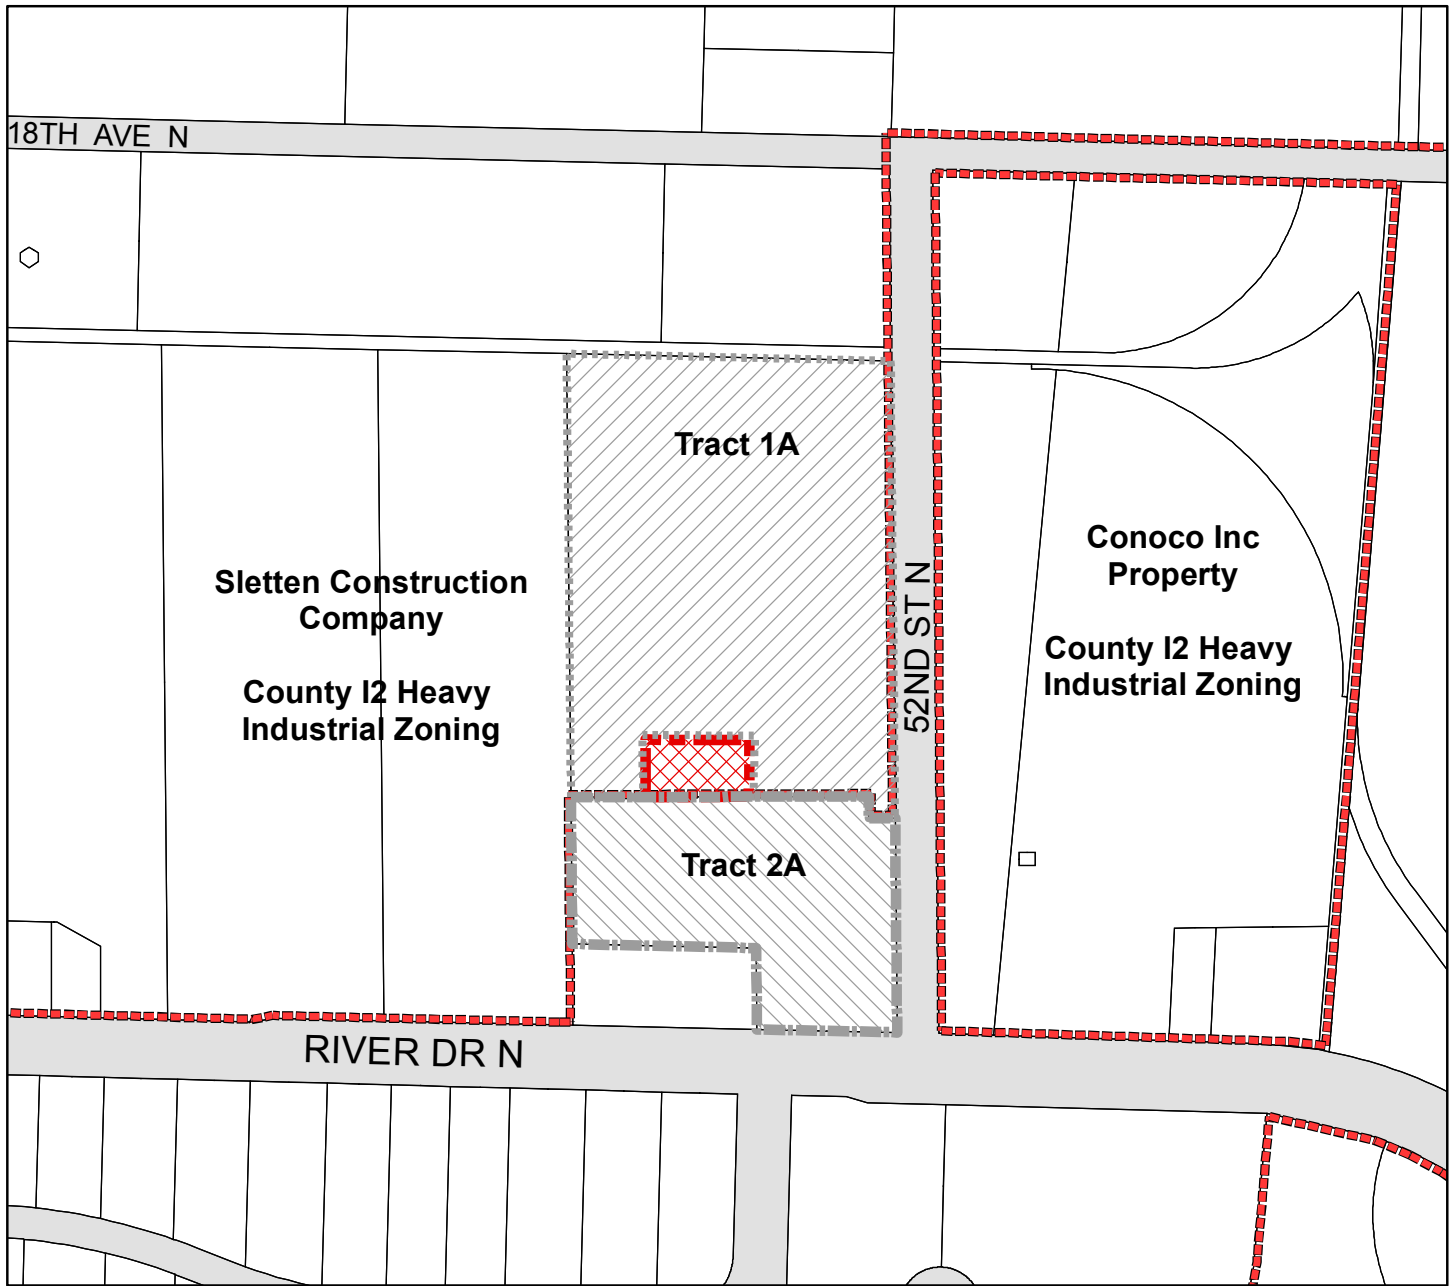 18TH AVE N
Tract 1A
Conoco Inc
Property
County I2 Heavy
Industrial Zoning
Sletten Construction
Company
County I2 Heavy
Industrial Zoning
52ND ST N
Tract 2A
RIVER DR N